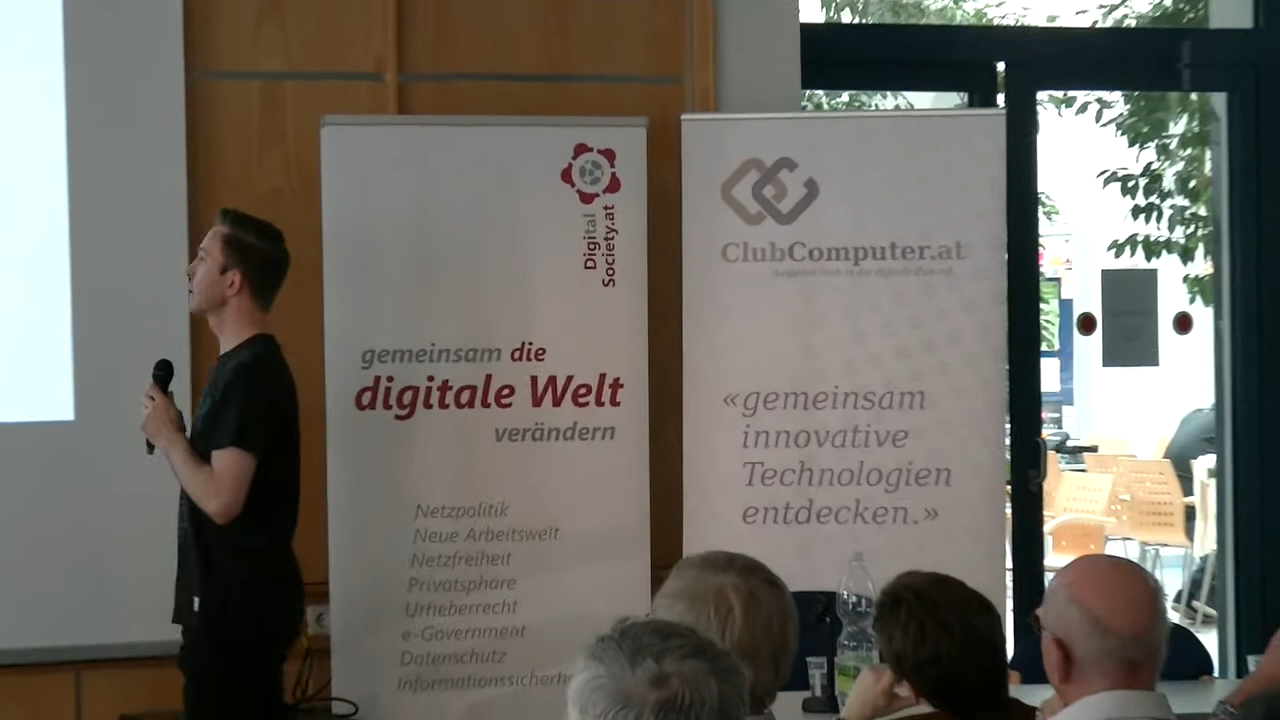 Digital
Society.at
gemeinsam die
digitale Welt
verändern
Netzpolitik
Neue Arbeitswelt
Netzfreiheit
Privatsphäre
Urheberrecht
e-Government
Datenschutz
ClubComputer.at
«gemeinsam
innovative
Technologien
entdecken.»